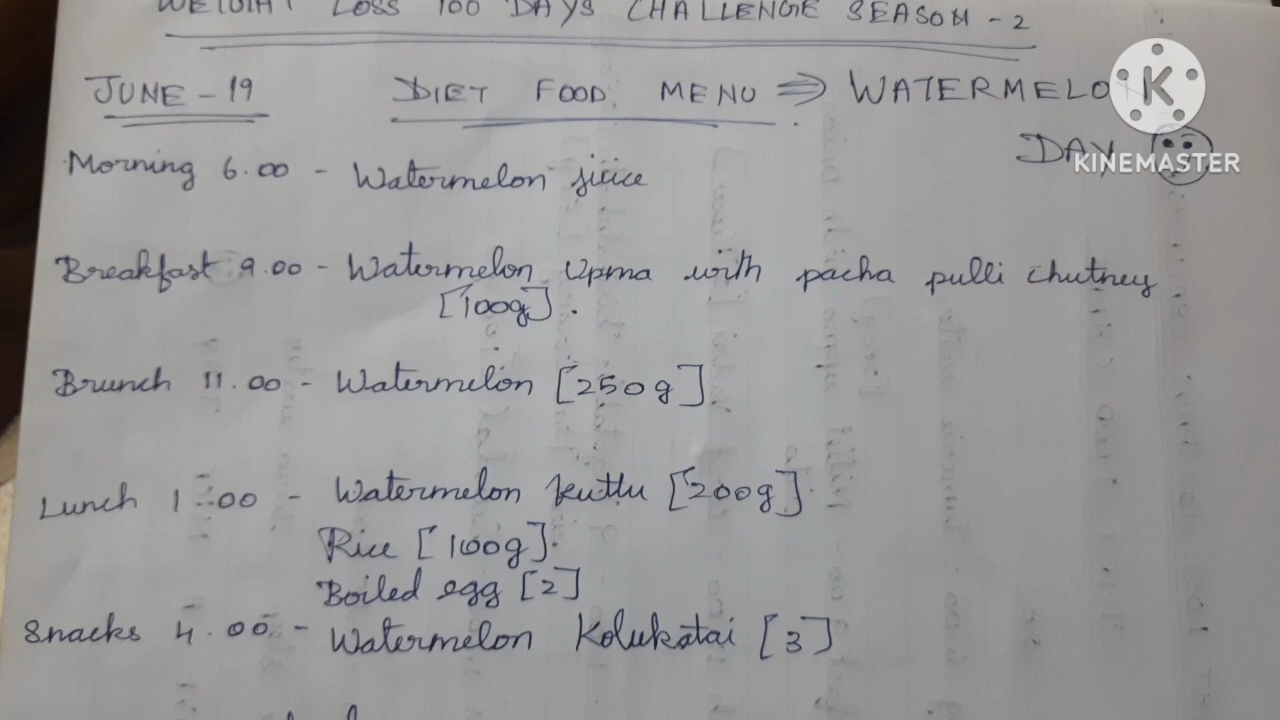 WEIGHT LOSS 100 DAYS CHALLENGE SEASON - 2
JUNE - 19 DIET FOOD MENU ⇒ WATERMELON
DAY
K
KINEMASTER
Morning 6.00 - Watermelon juice
Breakfast 9.00 - Watermelon Upma with pacha pulli chutney
[100g].
Brunch 11.00 - Watermelon [250g]
Lunch 1.00 - Watermelon kuttu [200g].
Rice [100g].
Boiled egg [2]
Snacks 4.00 - Watermelon Kolukatai [3]